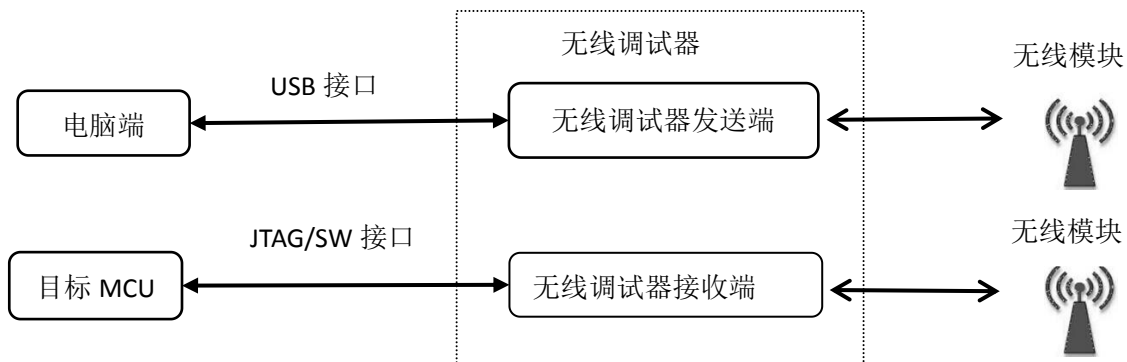 无线调试器
无线模块
USB 接口
电脑端
无线调试器发送端
无线模块
JTAG/SW 接口
目标 MCU
无线调试器接收端